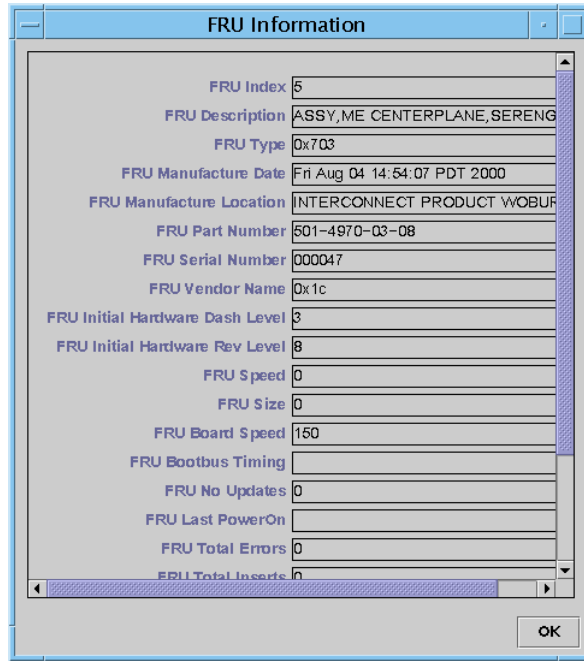 FRU Information
FRU Index 5
FRU Description ASSY,ME CENTERPLANE,SERENG
FRU Type 0x703
FRU Manufacture Date Fri Aug 04 14:54:07 PDT 2000
FRU Manufacture Location INTERCONNECT PRODUCT WOBUR
FRU Part Number 501-4970-03-08
FRU Serial Number 000047
FRU Vendor Name 0x1c
FRU Initial Hardware Dash Level 3
FRU Initial Hardware Rev Level 8
FRU Speed 0
FRU Size 0
FRU Board Speed 150
FRU Bootbus Timing
FRU No Updates 0
FRU Last PowerOn
FRU Total Errors 0
FRU Total Inserts 0
OK